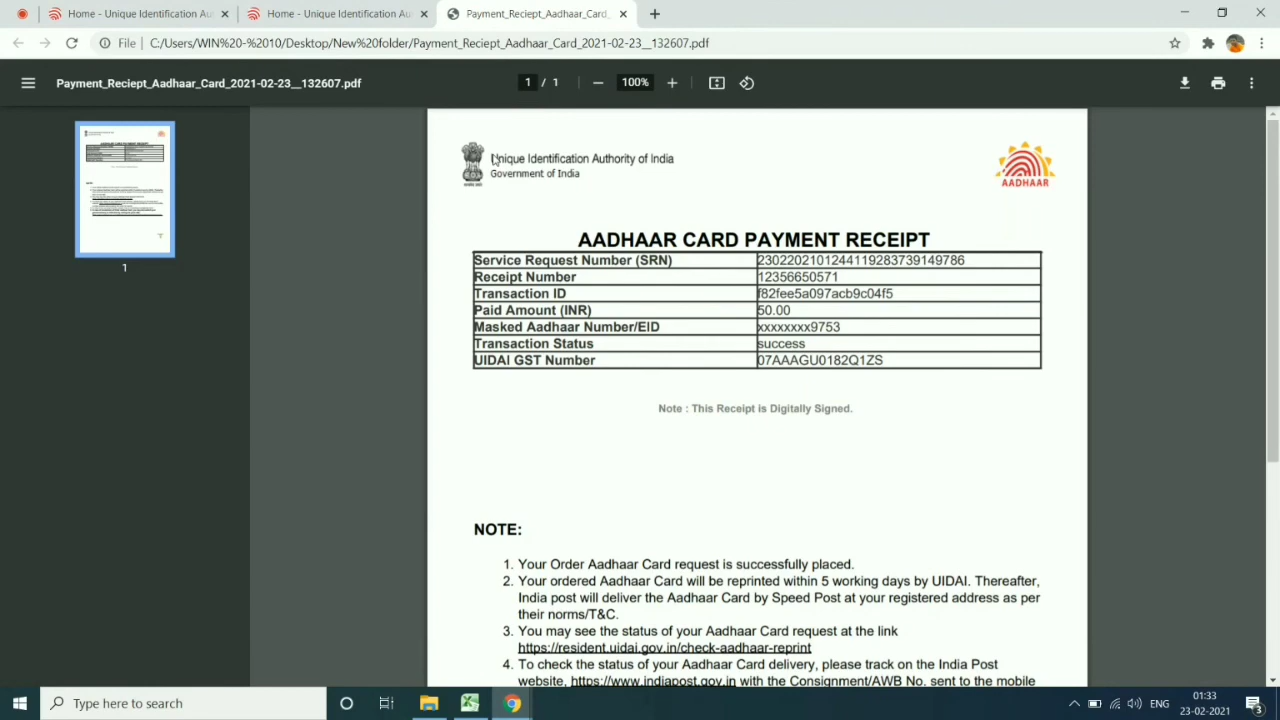 Home - Unique Identification Au
Home - Unique Identification Au
Payment_Reciept_Aadhaar_Card_
File
C:/Users/WIN%20-%2010/Desktop/New%20folder/Payment_Reciept_Aadhaar_Card_2021-02-23__132607.pdf
Payment_Reciept_Aadhaar_Card_2021-02-23__132607.pdf
1 / 1
100%
1
Unique Identification Authority of India
Government of India
AADHAAR
AADHAAR CARD PAYMENT RECEIPT
Service Request Number (SRN) 2302202101244119283739149786
Receipt Number 12356650571
Transaction ID f82fee5a097acb9c04f5
Paid Amount (INR) 50.00
Masked Aadhaar Number/EID xxxxxxxx9753
Transaction Status success
UIDAI GST Number 07AAAGU0182Q1ZS
Note : This Receipt is Digitally Signed.
NOTE:
1. Your Order Aadhaar Card request is successfully placed.
2. Your ordered Aadhaar Card will be reprinted within 5 working days by UIDAI. Thereafter,
India post will deliver the Aadhaar Card by Speed Post at your registered address as per
their norms/T&C.
3. You may see the status of your Aadhaar Card request at the link
https://resident.uidai.gov.in/check-aadhaar-reprint
4. To check the status of your Aadhaar Card delivery, please track on the India Post
website, https://www.indiapost.gov.in with the Consignment/AWB No. sent to the mobile
Type here to search
ENG
01:33
23-02-2021
3